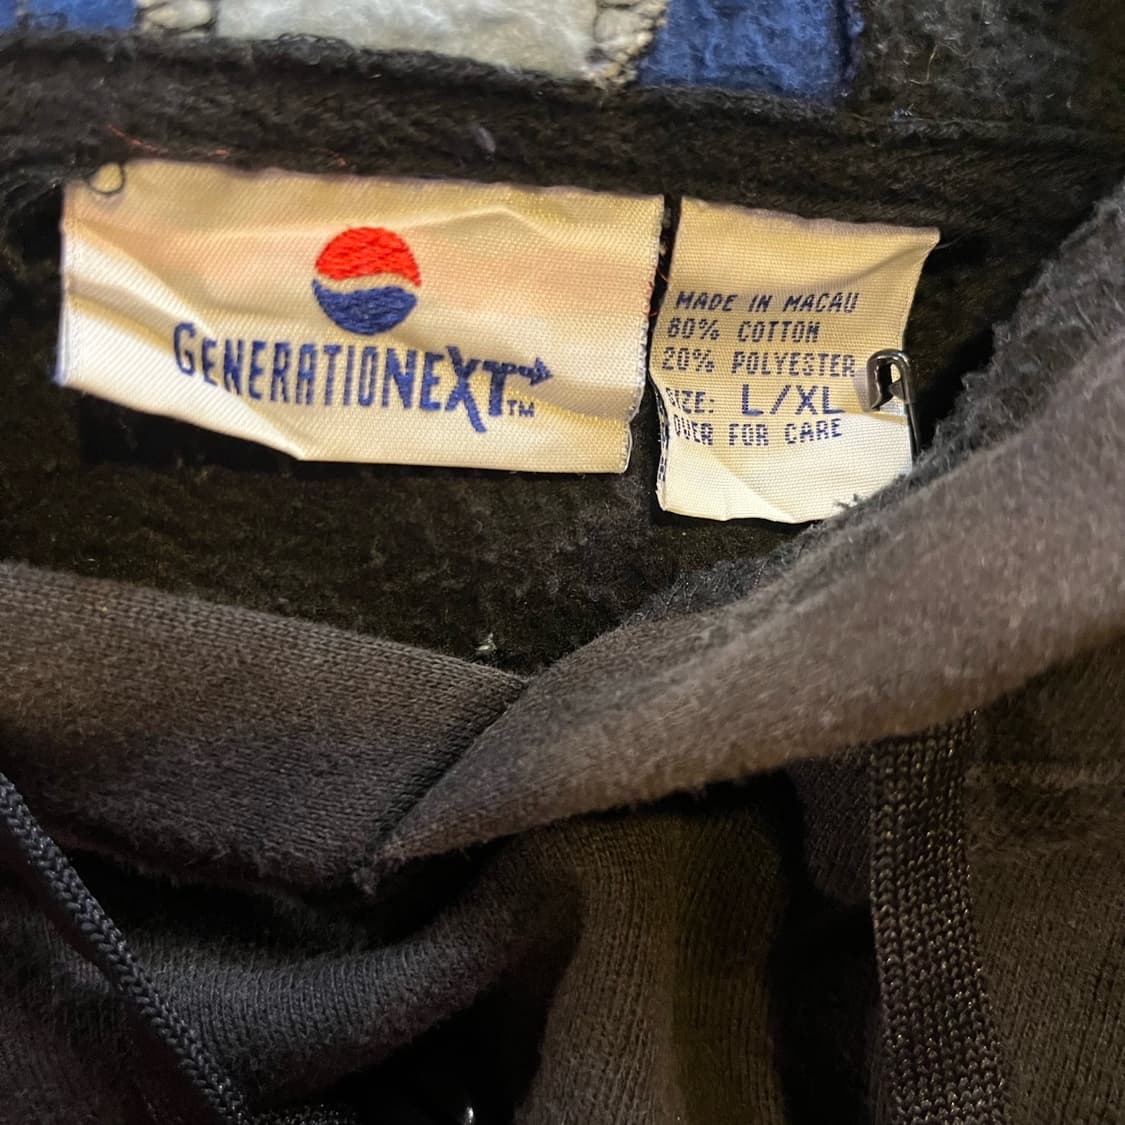 GENERATIONEXT™
MADE IN MACAU
80% COTTON
20% POLYESTER
SIZE: L/XL
OVER FOR CARE